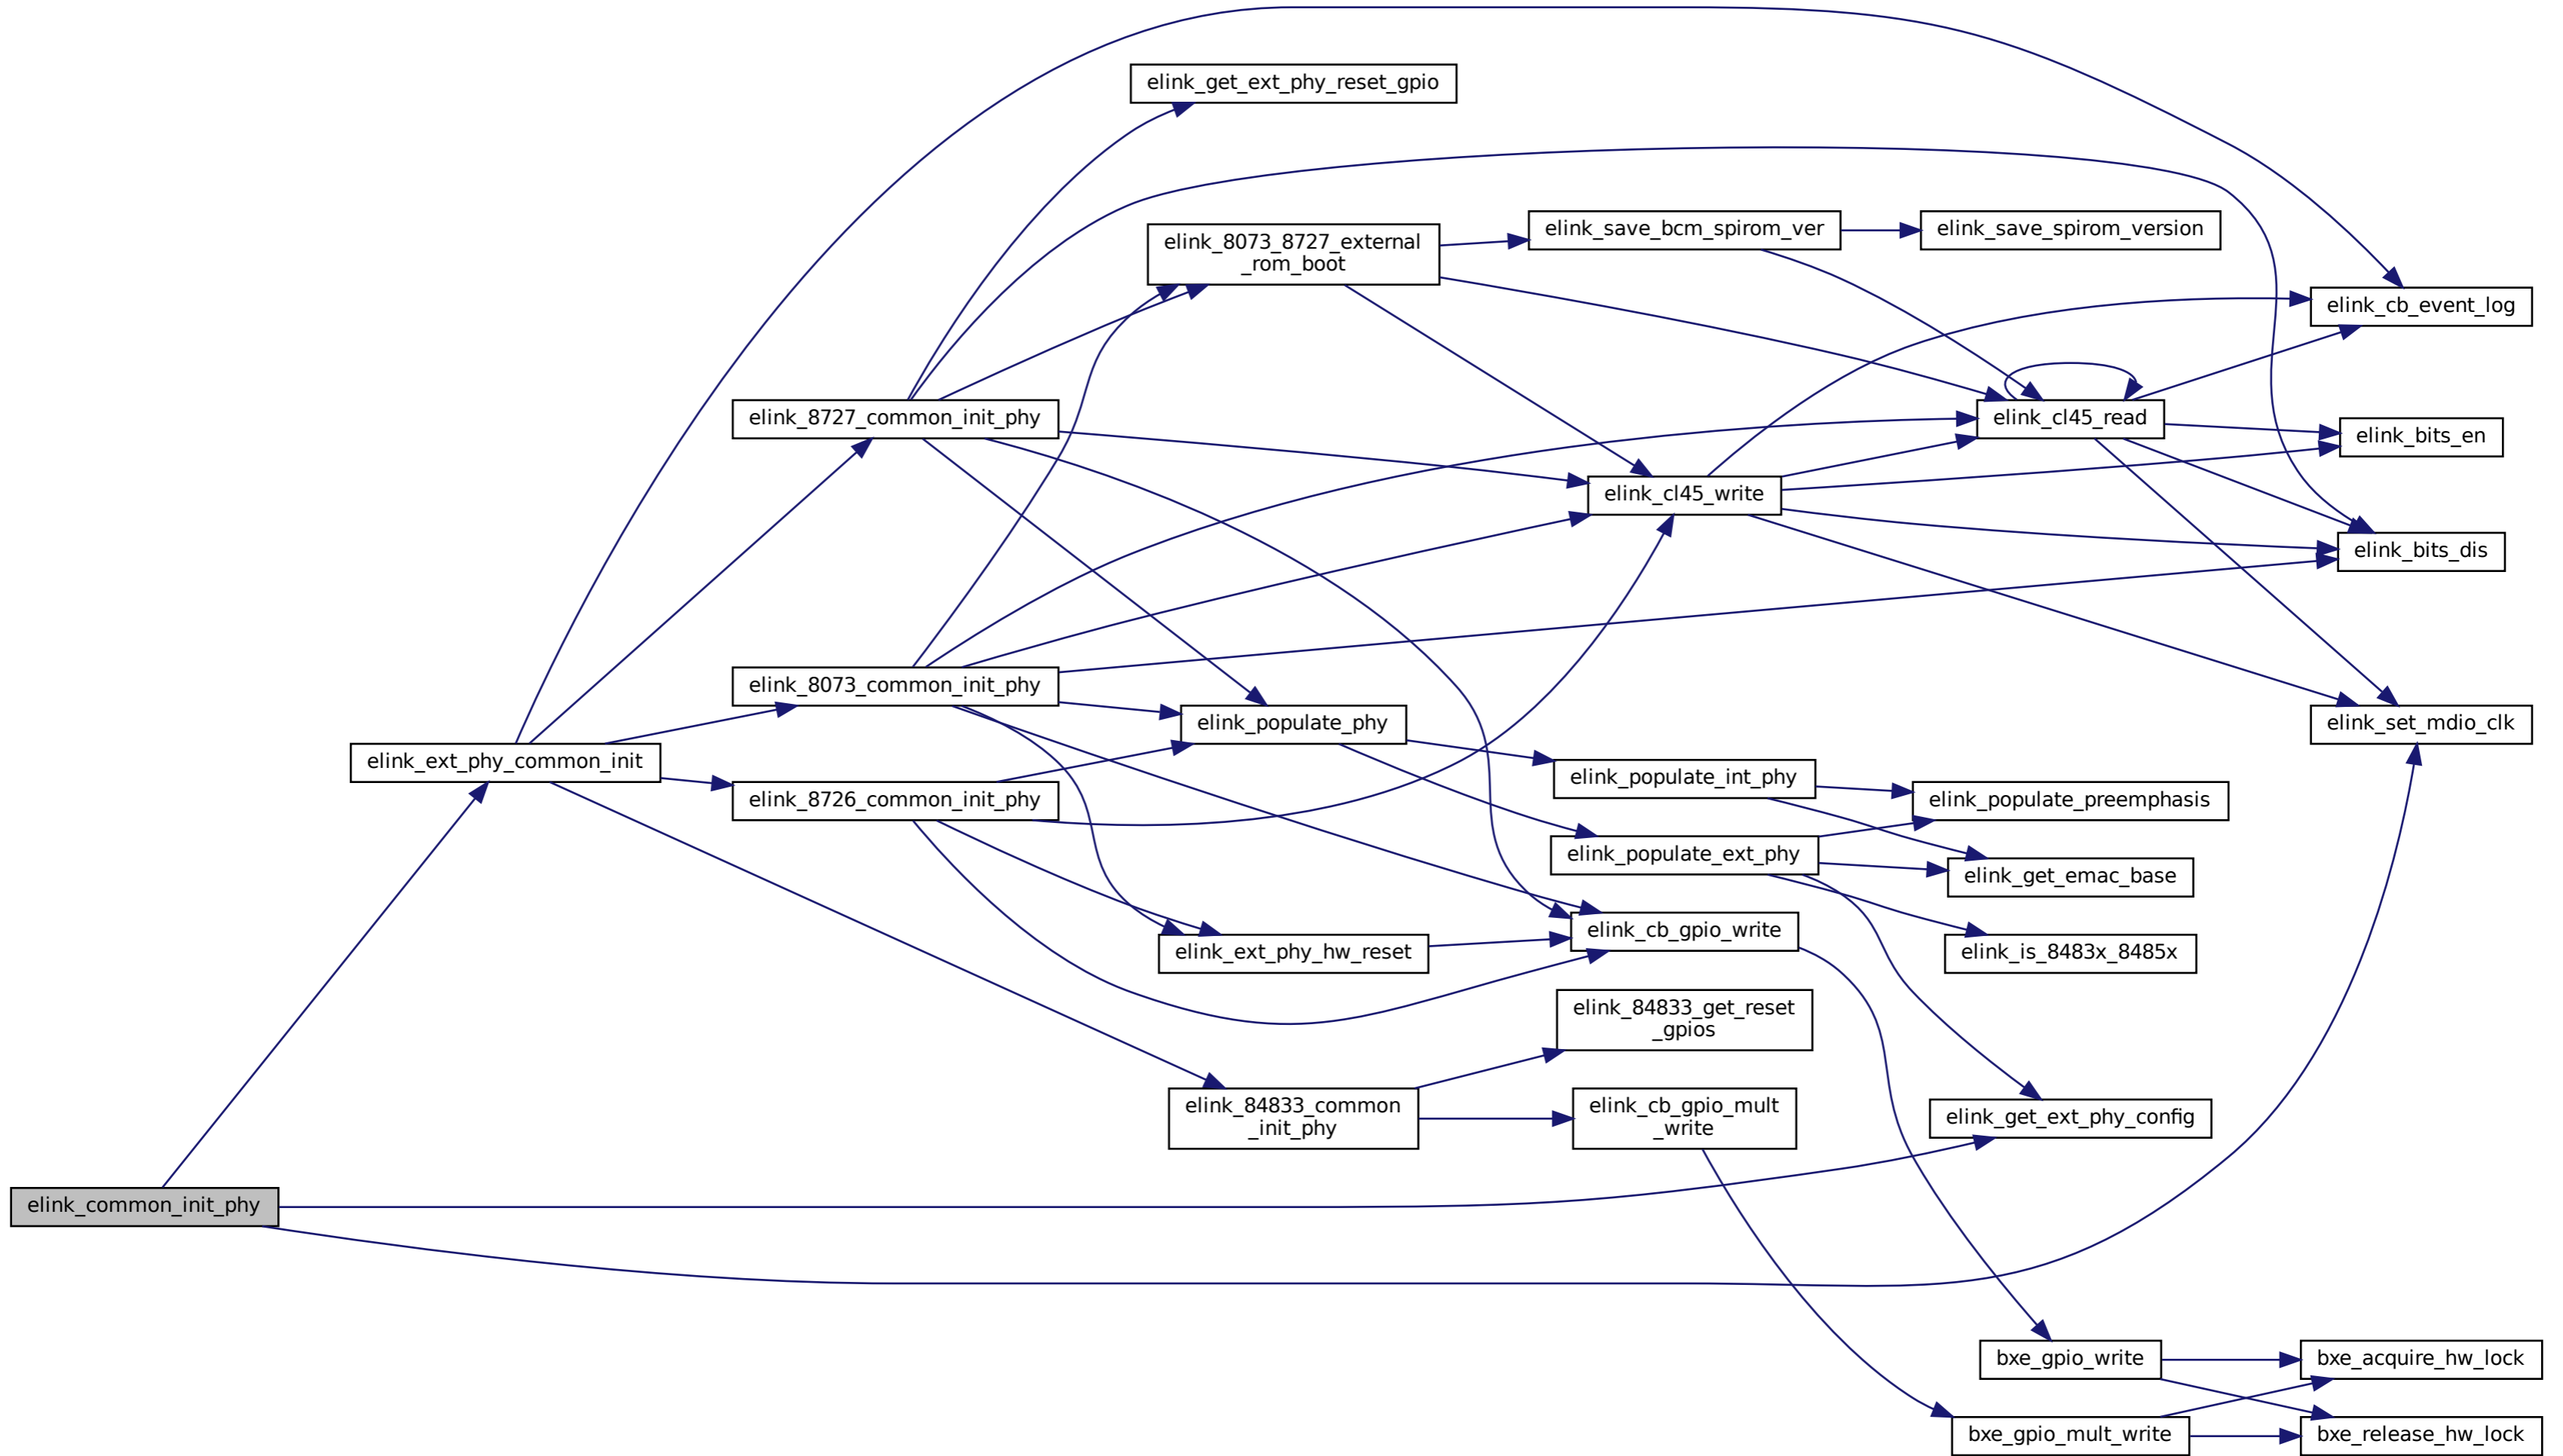 elink_get_ext_phy_reset_gpio
elink_8073_8727_external
_rom_boot
elink_save_bcm_spirom_ver
elink_save_spirom_version
elink_cb_event_log
elink_8727_common_init_phy
elink_cl45_read
elink_bits_en
elink_cl45_write
elink_bits_dis
elink_8073_common_init_phy
elink_populate_phy
elink_set_mdio_clk
elink_ext_phy_common_init
elink_populate_int_phy
elink_8726_common_init_phy
elink_populate_preemphasis
elink_populate_ext_phy
elink_get_emac_base
elink_cb_gpio_write
elink_ext_phy_hw_reset
elink_is_8483x_8485x
elink_84833_get_reset
_gpios
elink_84833_common
_init_phy
elink_cb_gpio_mult
_write
elink_get_ext_phy_config
elink_common_init_phy
bxe_gpio_write
bxe_acquire_hw_lock
bxe_gpio_mult_write
bxe_release_hw_lock